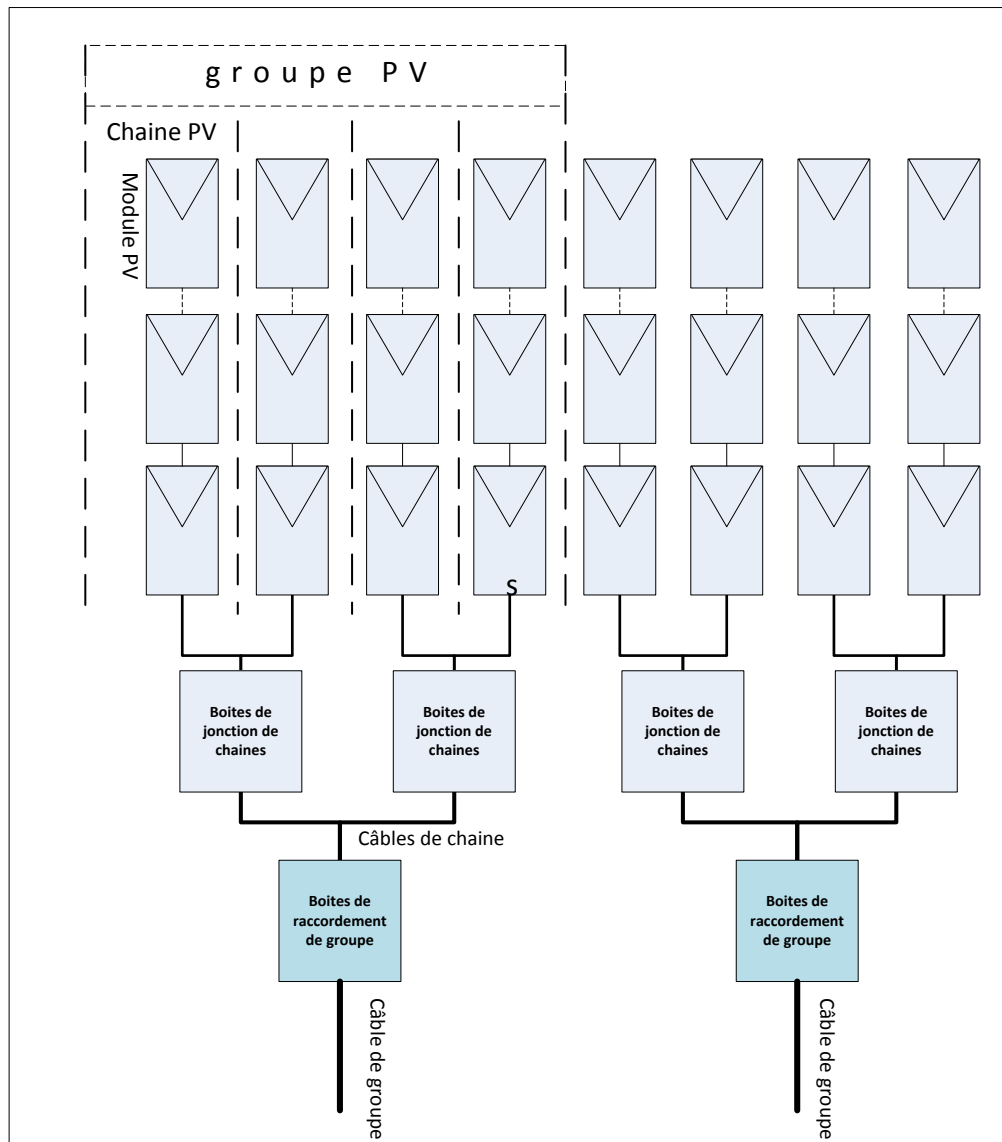 groupe PV
Chaine PV
Module PV
S
Boites de
jonction de
chaines
Boites de
jonction de
chaines
Boites de
jonction de
chaines
Boites de
jonction de
chaines
Câbles de chaine
Boites de
raccordement
de groupe
Boites de
raccordement
de groupe
Câble de groupe
Câble de groupe